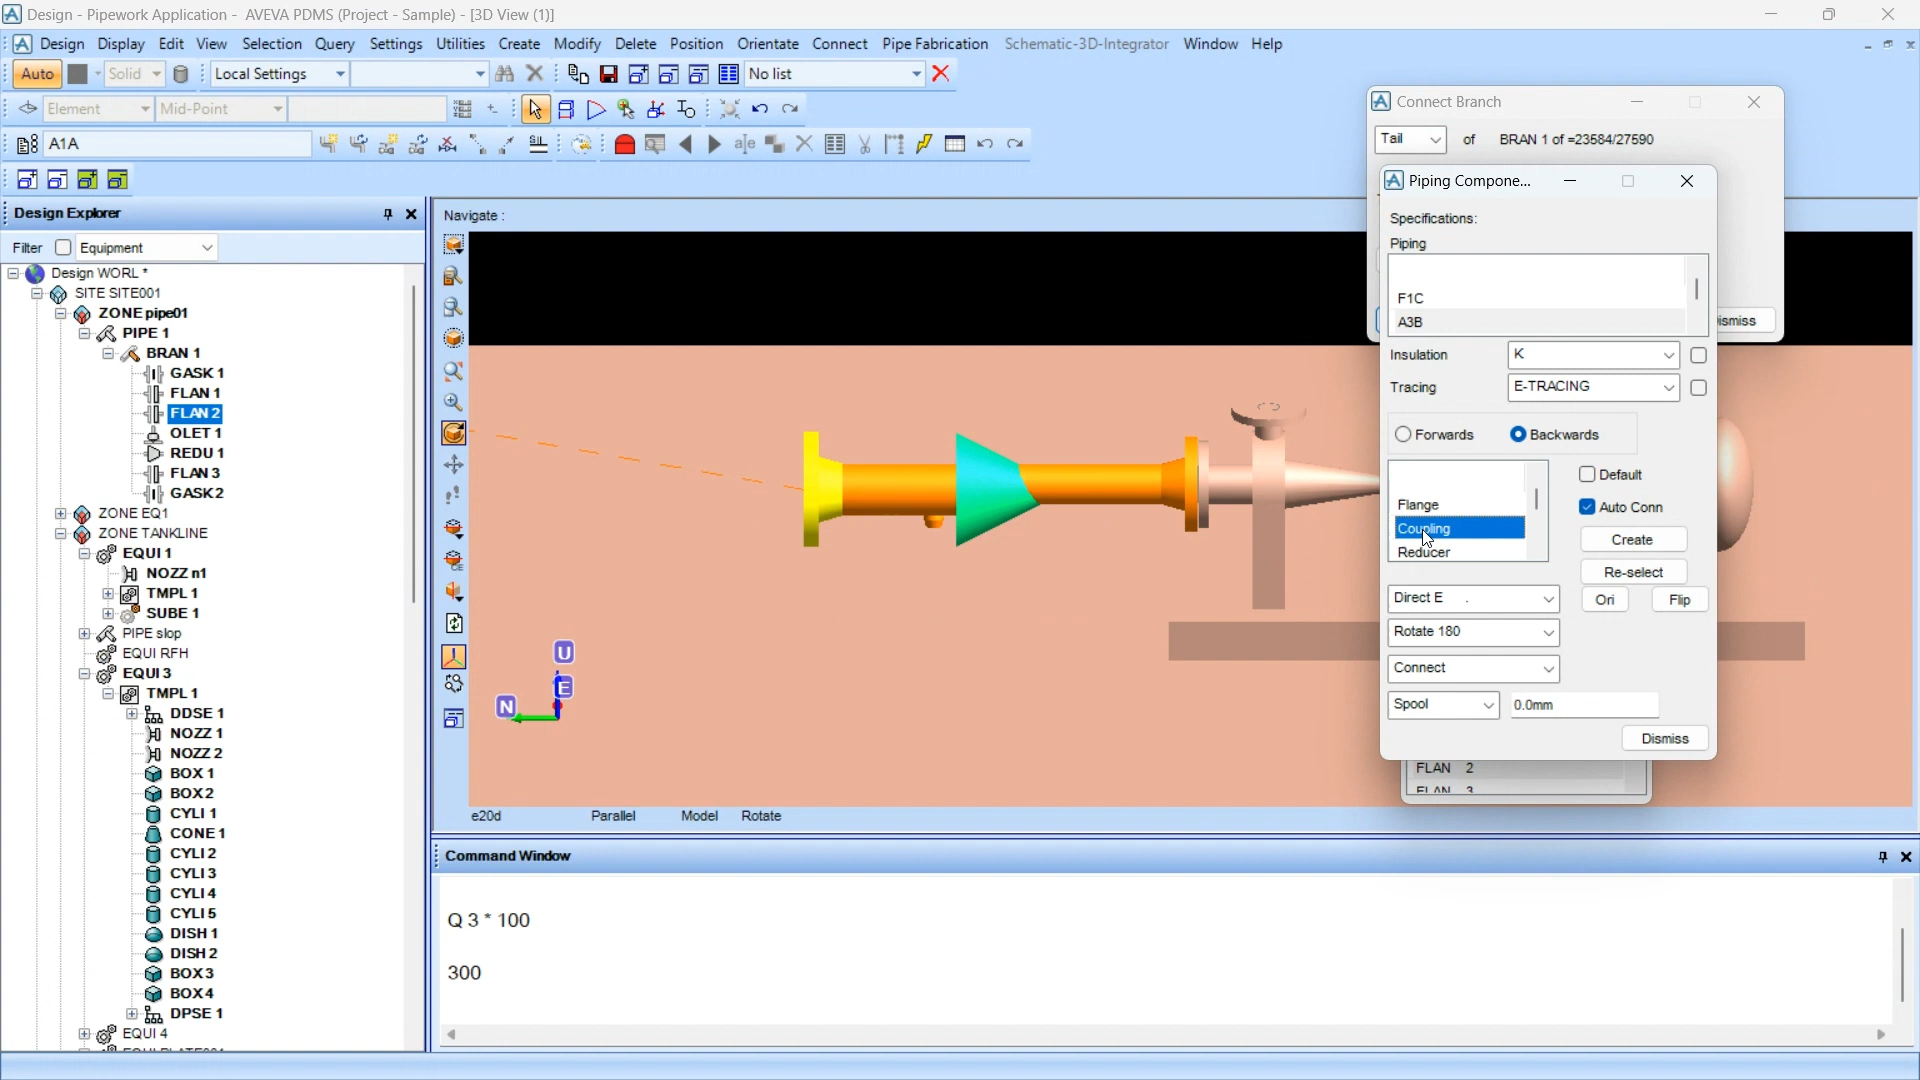 Design - Pipework Application - AVEVA PDMS (Project - Sample) - [3D View (1)]
Design Display Edit View Selection Query Settings Utilities Create Modify Delete Position Orientate Connect Pipe Fabrication Schematic-3D-Integrator Window Help
Auto Solid Local Settings No list
Element Mid-Point
A1A
Design Explorer
Filter Equipment
Design WORL *
SITE SITE001
ZONE pipe01
PIPE 1
BRAN 1
GASK 1
FLAN 1
FLAN 2
OLET 1
REDU 1
FLAN 3
GASK 2
ZONE EQ1
ZONE TANKLINE
EQUI 1
NOZZ n1
TMPL 1
SUBE 1
PIPE slop
EQUI RFH
EQUI 3
TMPL 1
DDSE 1
NOZZ 1
NOZZ 2
BOX 1
BOX 2
CYLI 1
CONE 1
CYLI 2
CYLI 3
CYLI 4
CYLI 5
DISH 1
DISH 2
BOX 3
BOX 4
DPSE 1
EQUI 4
Navigate :
U
E
N
e20d Parallel Model Rotate
Command Window
Q 3 * 100
300
Connect Branch
Tail of BRAN 1 of =23584/27590
Piping Compone...
Specifications:
Piping
F1C
A3B
Insulation K
Tracing E-TRACING
Forwards Backwards
Flange
Coupling
Reducer
Default
Auto Conn
Create
Re-select
Direct E .
Ori Flip
Rotate 180
Connect
Spool 0.0mm
Dismiss
FLAN 2
FLAN 3